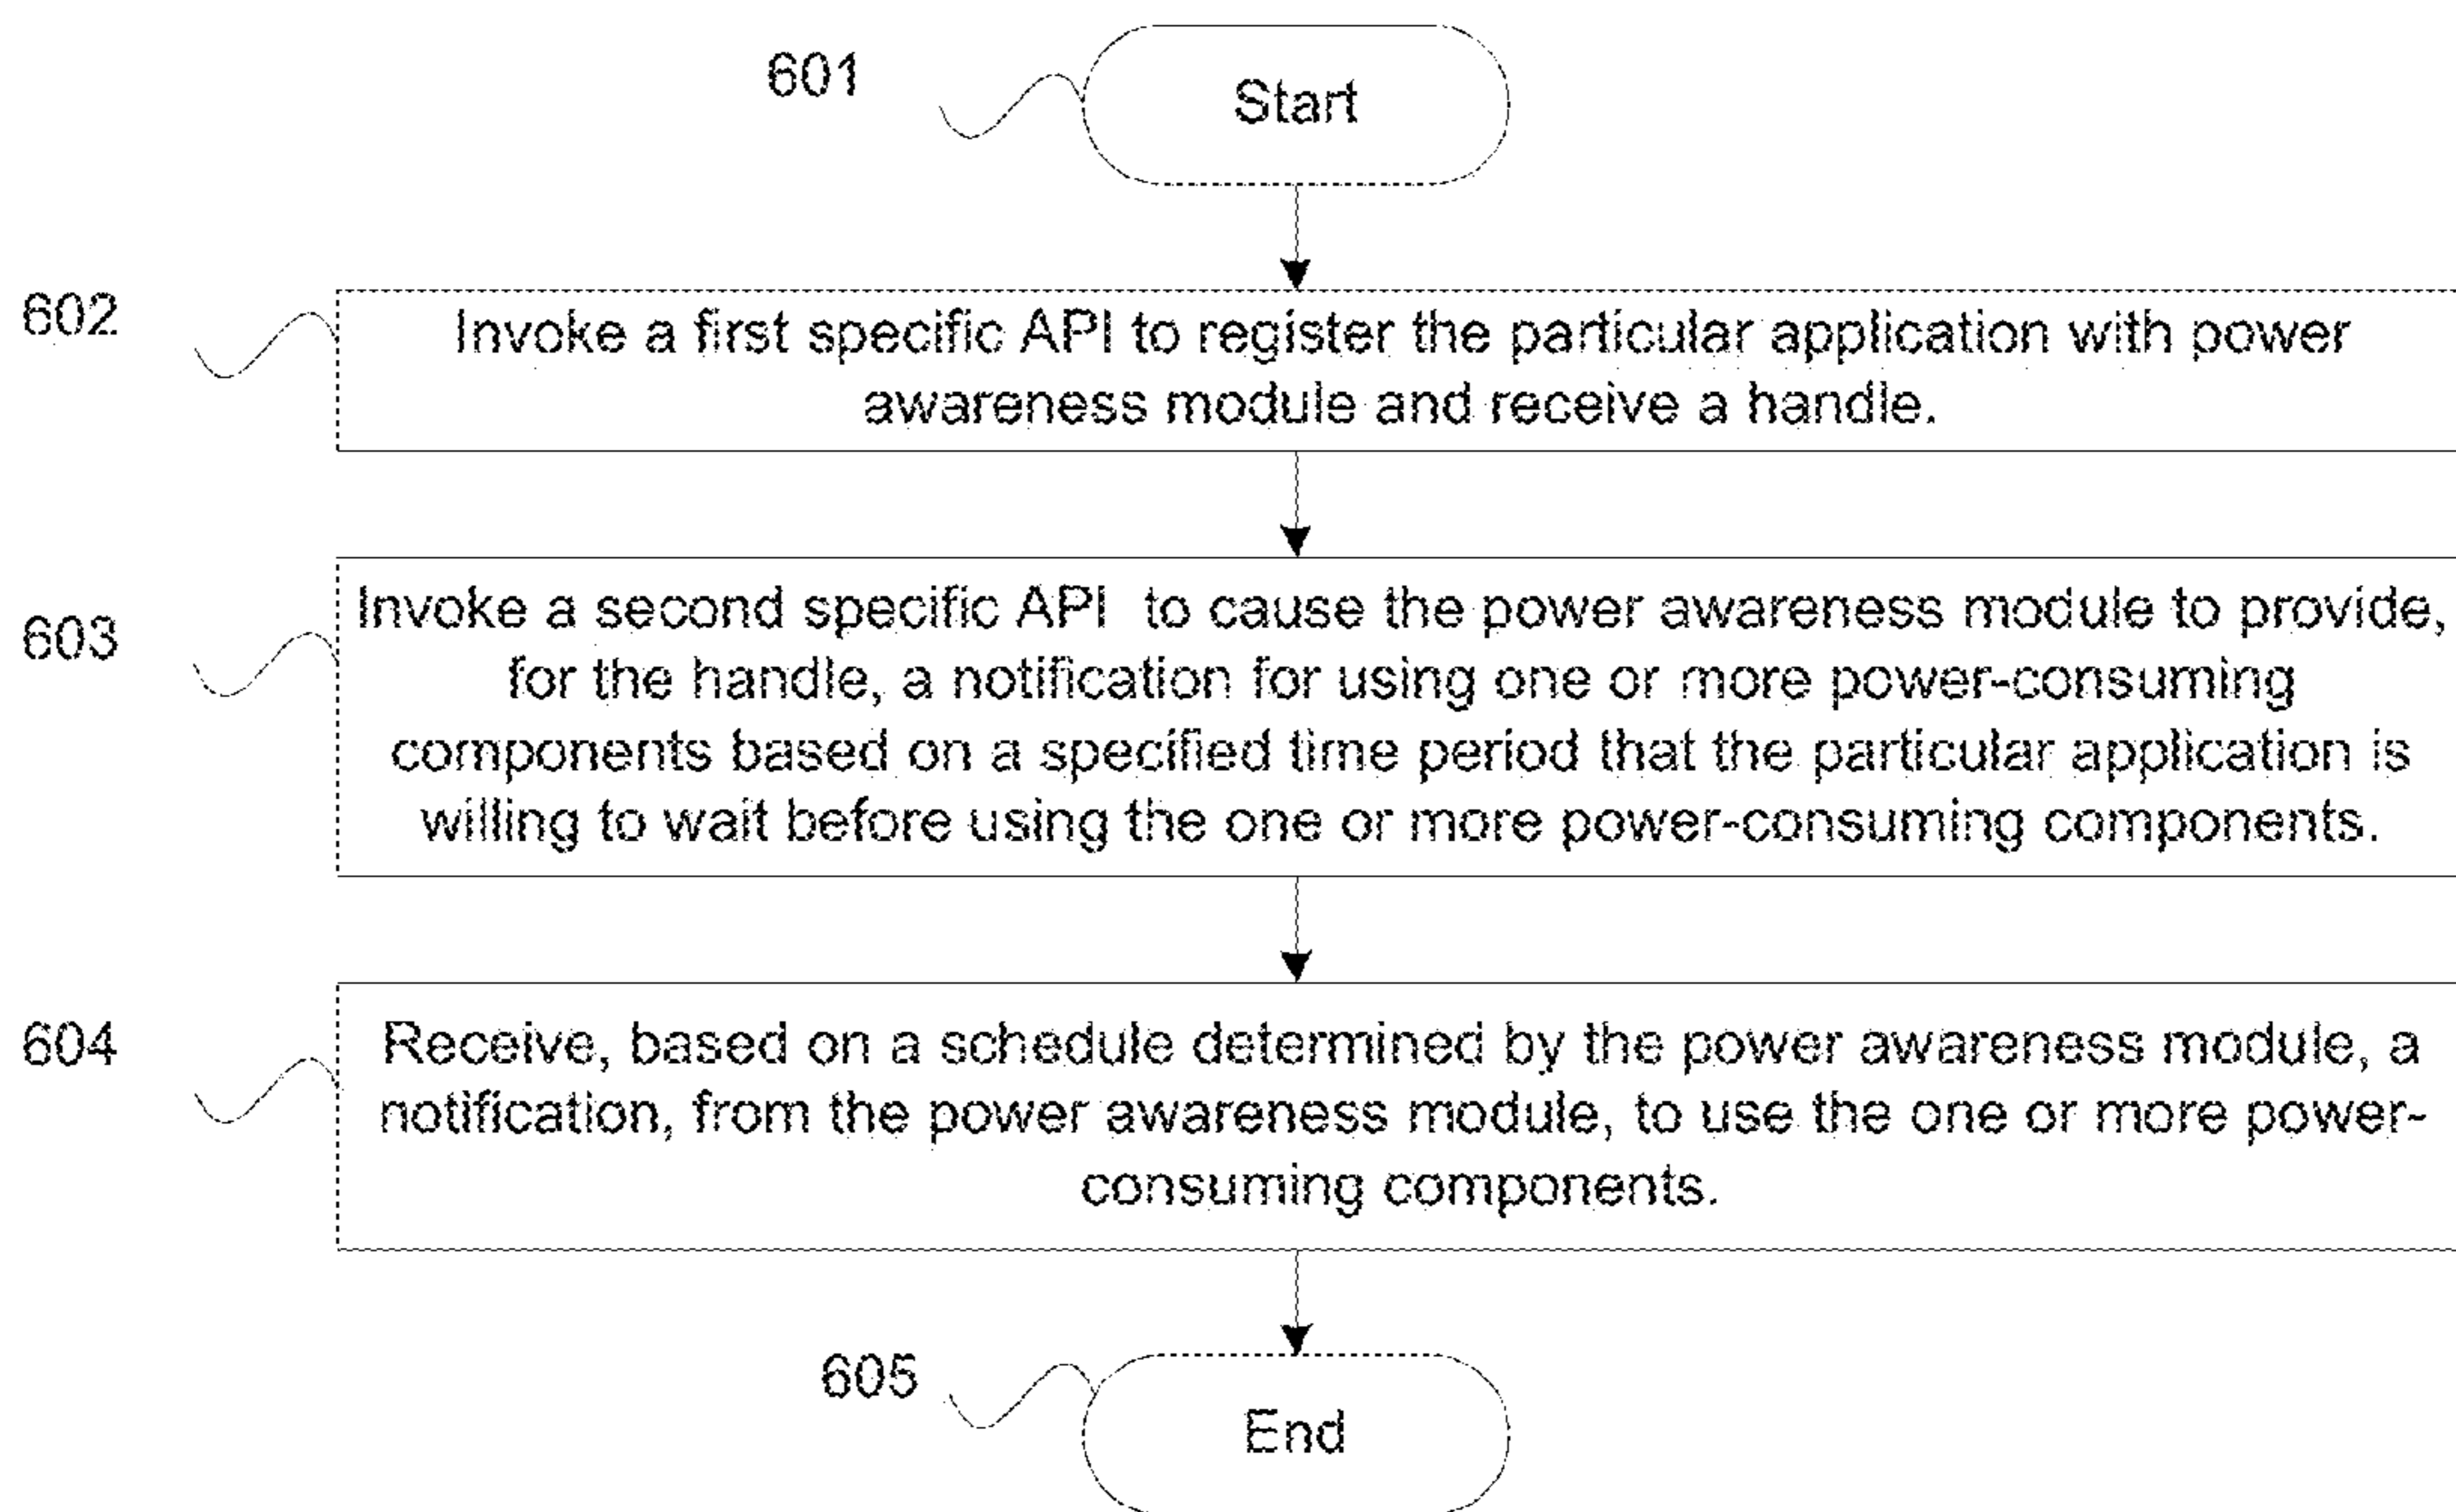 601
Start
602
Invoke a first specific API to register the particular application with power
awareness module and receive a handle.
603
Invoke a second specific API to cause the power awareness module to provide,
for the handle, a notification for using one or more power-consuming
components based on a specified time period that the particular application is
willing to wait before using the one or more power-consuming components.
604
Receive, based on a schedule determined by the power awareness module, a
notification, from the power awareness module, to use the one or more power-
consuming components.
605
End